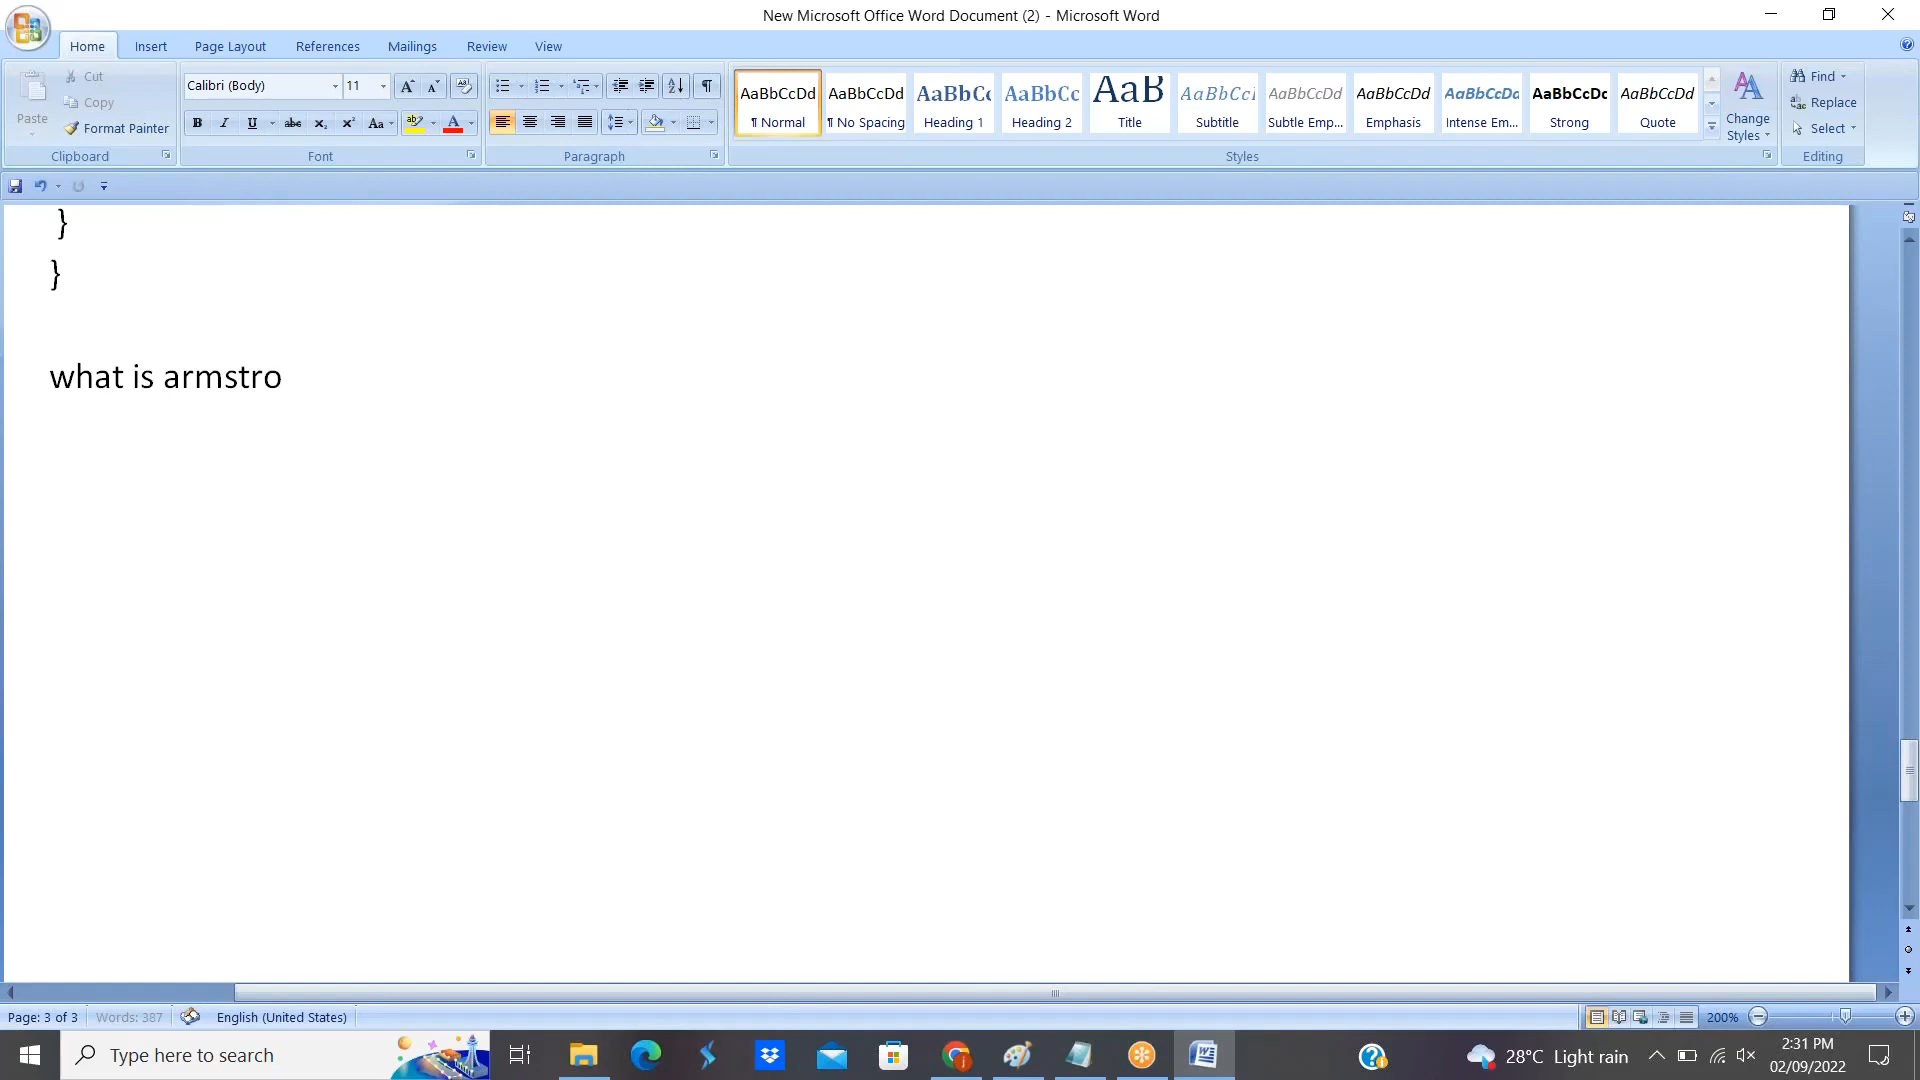 New Microsoft Office Word Document (2) - Microsoft Word
Home Insert Page Layout References Mailings Review View
Paste
Cut
Copy
Format Painter
Clipboard
Calibri (Body) 11
Font
Paragraph
AaBbCcDd AaBbCcDd AaBbCc AaBbCc AaB AaBbCcI AaBbCcDd AaBbCcDd AaBbCcDd AaBbCcDc AaBbCcDd
¶ Normal ¶ No Spacing Heading 1 Heading 2 Title Subtitle Subtle Emp... Emphasis Intense Em... Strong Quote
Change
Styles
Styles
Find
Replace
Select
Editing
}
}
what is armstro
Page: 3 of 3 Words: 387 English (United States) 200%
Type here to search
28°C Light rain
2:31 PM
02/09/2022